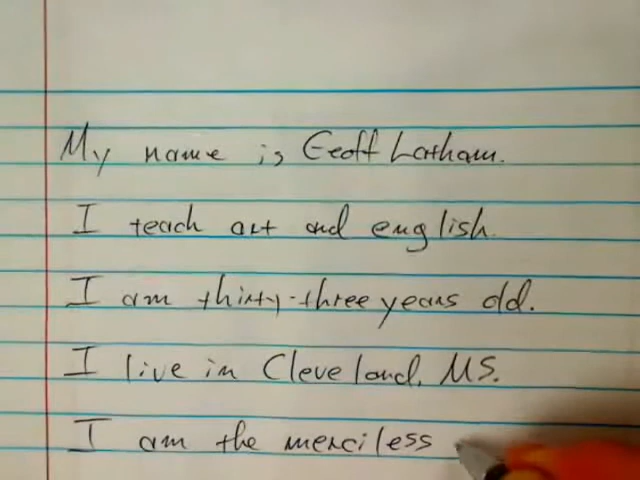 My name is Geoff Latham.
I teach art and english.
I am thirty-three years old.
I live in Cleveland, MS.
I am the merciless